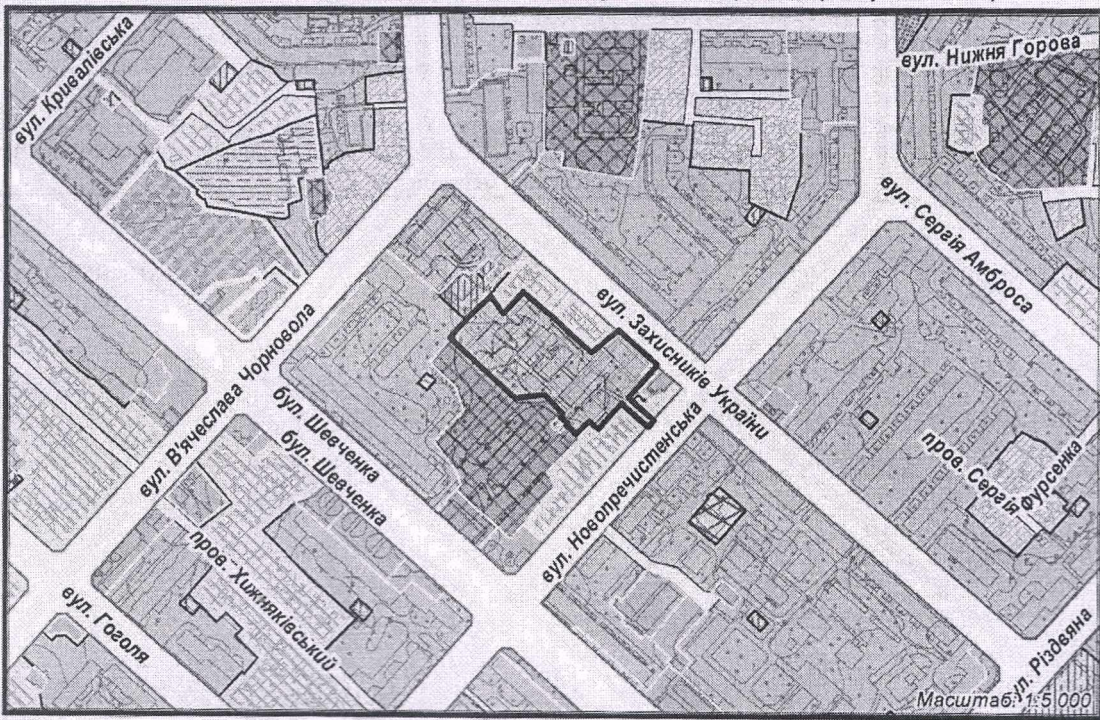 вул. Кривалівська
вул. Нижня Горова
вул. Сергія Амброса
вул. Захисників України
вул. В'ячеслава Чорновола
бул. Шевченка
бул. Шевченка
пров. Сергія Фурсенка
вул. Новопречистенська
пров. Хижняківський
вул. Гоголя
вул. Різдвяна
Масштаб: 1:5 000